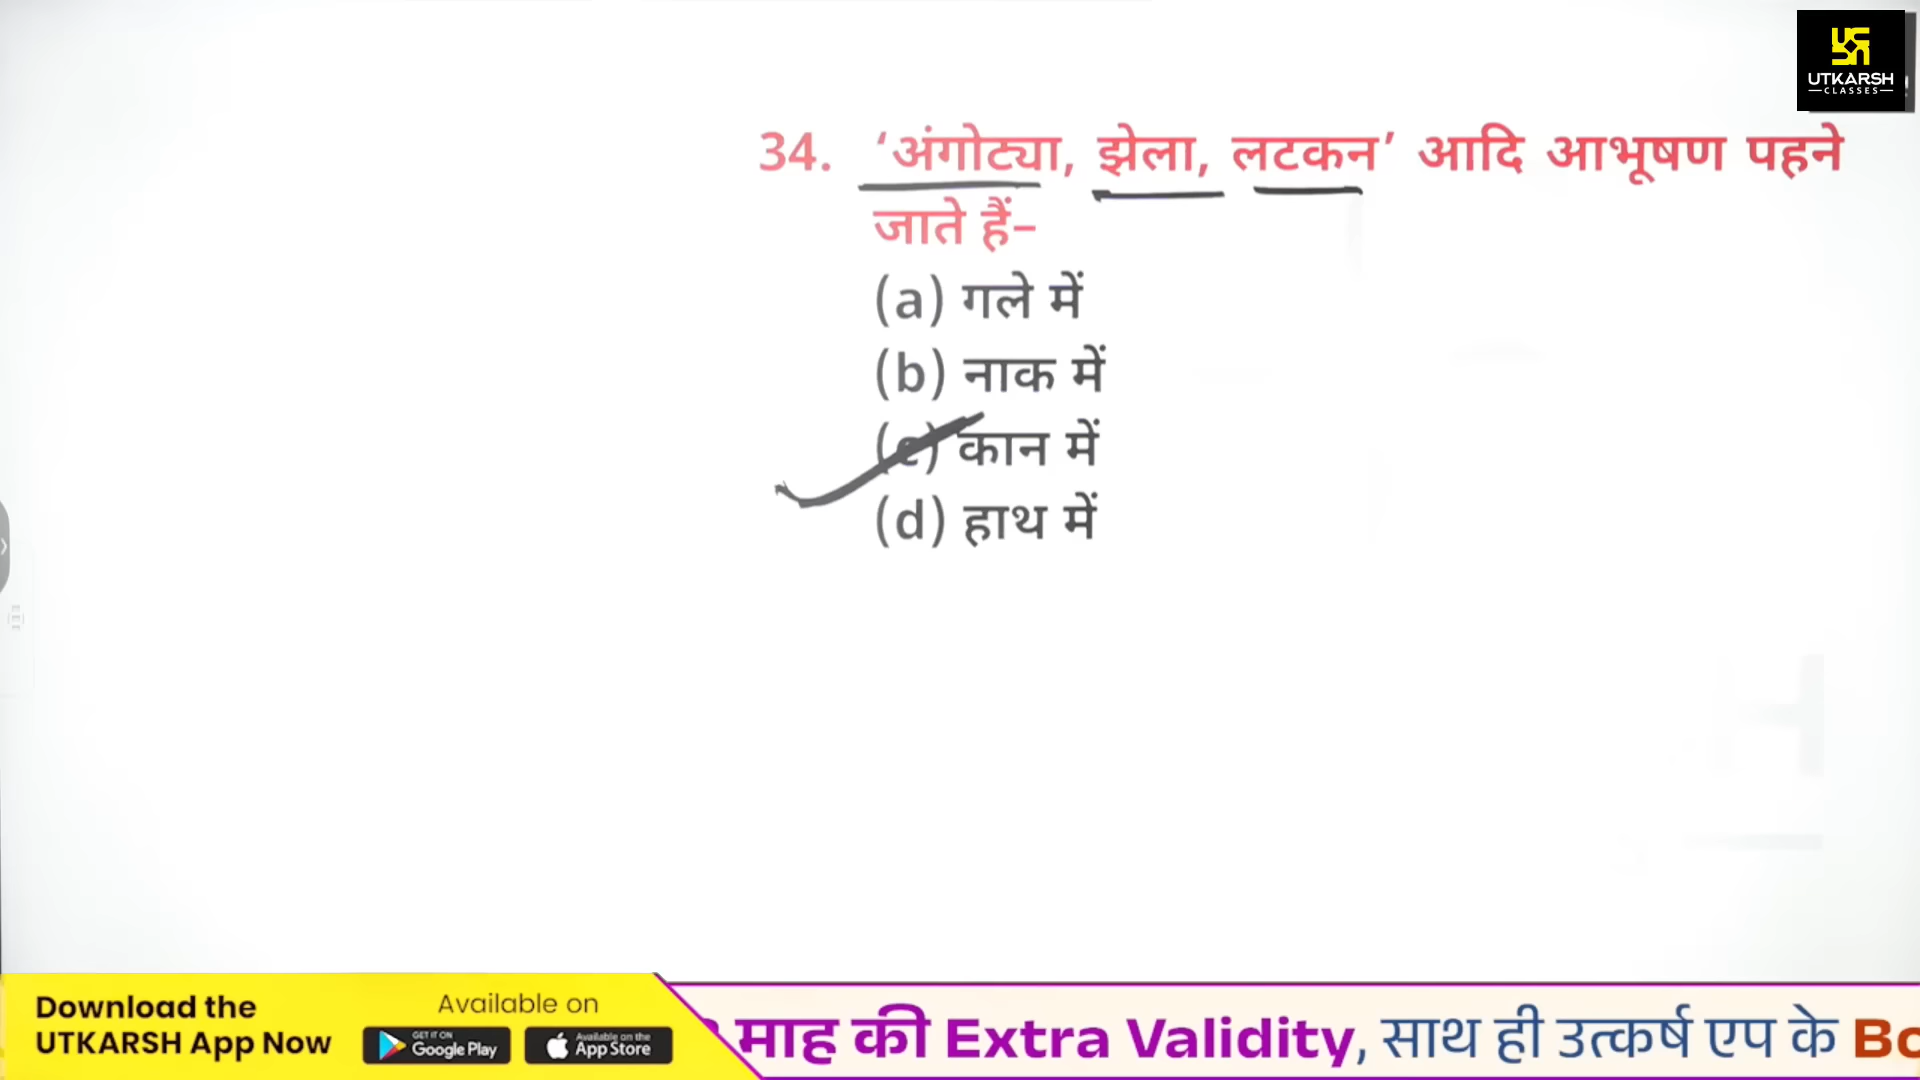 UTKARSH
CLASSES
34. ‘अंगोट्या, झेला, लटकन’ आदि आभूषण पहने
जाते हैं–
(a) गले में
(b) नाक में
(c) कान में
(d) हाथ में
Download the
UTKARSH App Now
Available on
GET IT ON
Google Play
Available on the
App Store
माह की Extra Validity, साथ ही उत्कर्ष एप के Bo